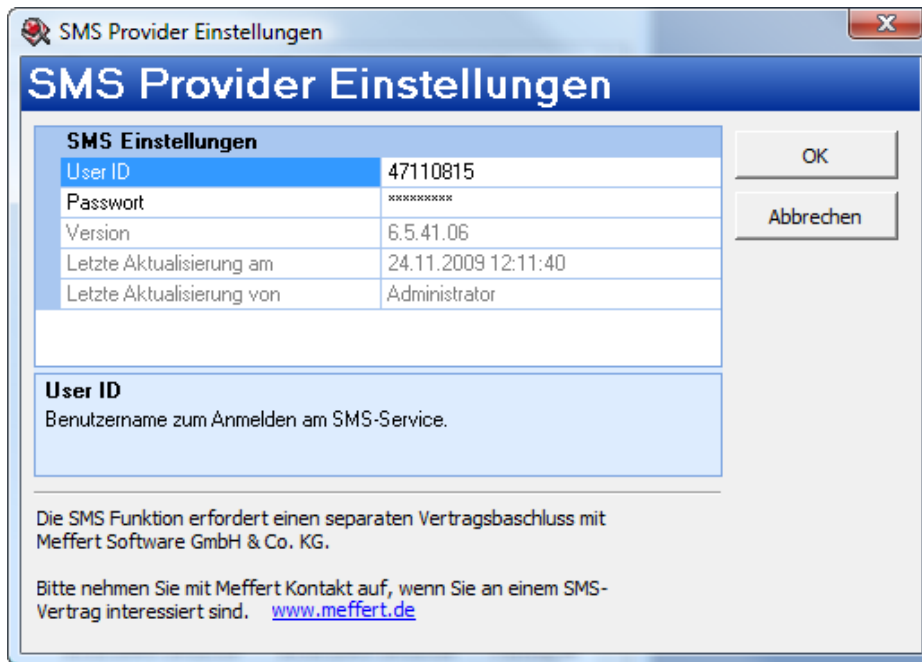 SMS Provider Einstellungen
SMS Provider Einstellungen
SMS Einstellungen
User ID 47110815
Passwort *********
Version 6.5.41.06
Letzte Aktualisierung am 24.11.2009 12:11:40
Letzte Aktualisierung von Administrator
OK
Abbrechen
User ID
Benutzername zum Anmelden am SMS-Service.
Die SMS Funktion erfordert einen separaten Vertragsbaschluss mit
Meffert Software GmbH & Co. KG.
Bitte nehmen Sie mit Meffert Kontakt auf, wenn Sie an einem SMS-
Vertrag interessiert sind. www.meffert.de